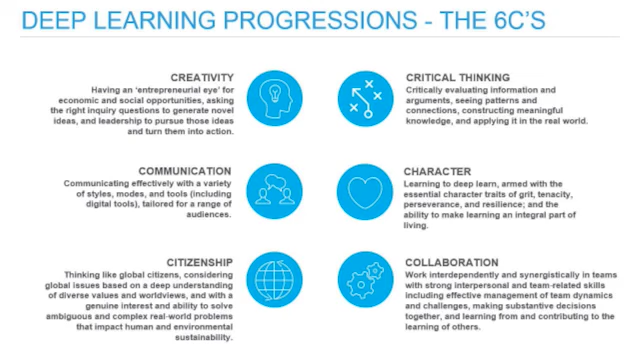 DEEP LEARNING PROGRESSIONS - THE 6C'S
CREATIVITY
Having an 'entrepreneurial eye' for
economic and social opportunities, asking
the right inquiry questions to generate novel
ideas, and leadership to pursue those ideas
and turn them into action.
CRITICAL THINKING
Critically evaluating information and
arguments, seeing patterns and
connections, constructing meaningful
knowledge, and applying it in the real world.
COMMUNICATION
Communicating effectively with a variety
of styles, modes, and tools (including
digital tools), tailored for a range of
audiences.
CHARACTER
Learning to deep learn, armed with the
essential character traits of grit, tenacity,
perseverance, and resilience; and the
ability to make learning an integral part of
living.
CITIZENSHIP
Thinking like global citizens, considering
global issues based on a deep understanding
of diverse values and worldviews, and with a
genuine interest and ability to solve
ambiguous and complex real-world problems
that impact human and environmental
sustainability.
COLLABORATION
Work interdependently and synergistically in teams
with strong interpersonal and team-related skills
including effective management of team dynamics
and challenges, making substantive decisions
together, and learning from and contributing to the
learning of others.